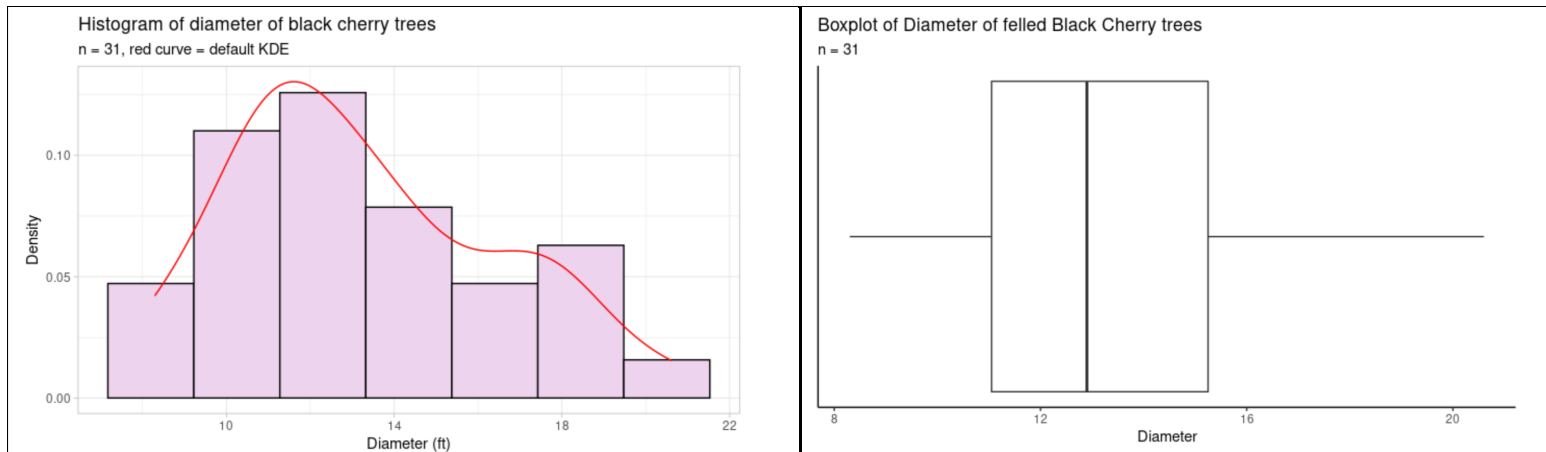 Histogram of diameter of black cherry trees
n = 31, red curve = default KDE
Density
0.10
0.05
0.00
10 14 18 22
Diameter (ft)
Boxplot of Diameter of felled Black Cherry trees
n = 31
8 12 16 20
Diameter